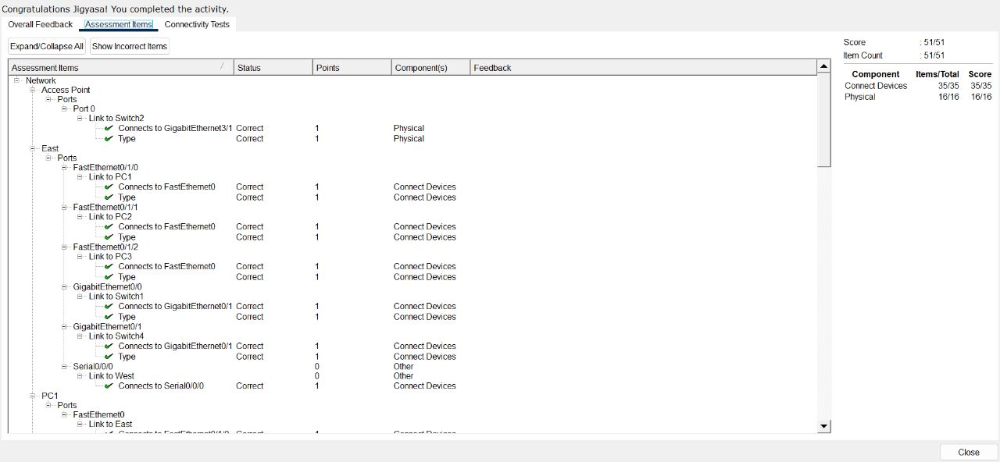 Congratulations Jigyasa! You completed the activity.
Overall Feedback Assessment Items Connectivity Tests
Expand/Collapse All Show Incorrect Items
Score : 51/51
Item Count : 51/51
Component Items/Total Score
Connect Devices 35/35 35/35
Physical 16/16 16/16
Assessment Items Status Points Component(s) Feedback
Network
Access Point
Ports
Port 0
Link to Switch2
Connects to GigabitEthernet3/1 Correct 1 Physical
Type Correct 1 Physical
East
Ports
FastEthernet0/1/0
Link to PC1
Connects to FastEthernet0 Correct 1 Connect Devices
Type Correct 1 Connect Devices
FastEthernet0/1/1
Link to PC2
Connects to FastEthernet0 Correct 1 Connect Devices
Type Correct 1 Connect Devices
FastEthernet0/1/2
Link to PC3
Connects to FastEthernet0 Correct 1 Connect Devices
Type Correct 1 Connect Devices
GigabitEthernet0/0
Link to Switch1
Connects to GigabitEthernet0/1 Correct 1 Connect Devices
Type Correct 1 Connect Devices
GigabitEthernet0/1
Link to Switch4
Connects to GigabitEthernet0/1 Correct 1 Connect Devices
Type Correct 1 Connect Devices
Serial0/0/0 0 Other
Link to West 0 Other
Connects to Serial0/0/0 Correct 1 Connect Devices
PC1
Ports
FastEthernet0
Link to East
Connects to FastEthernet0/1/0 Correct 1 Connect Devices
Close